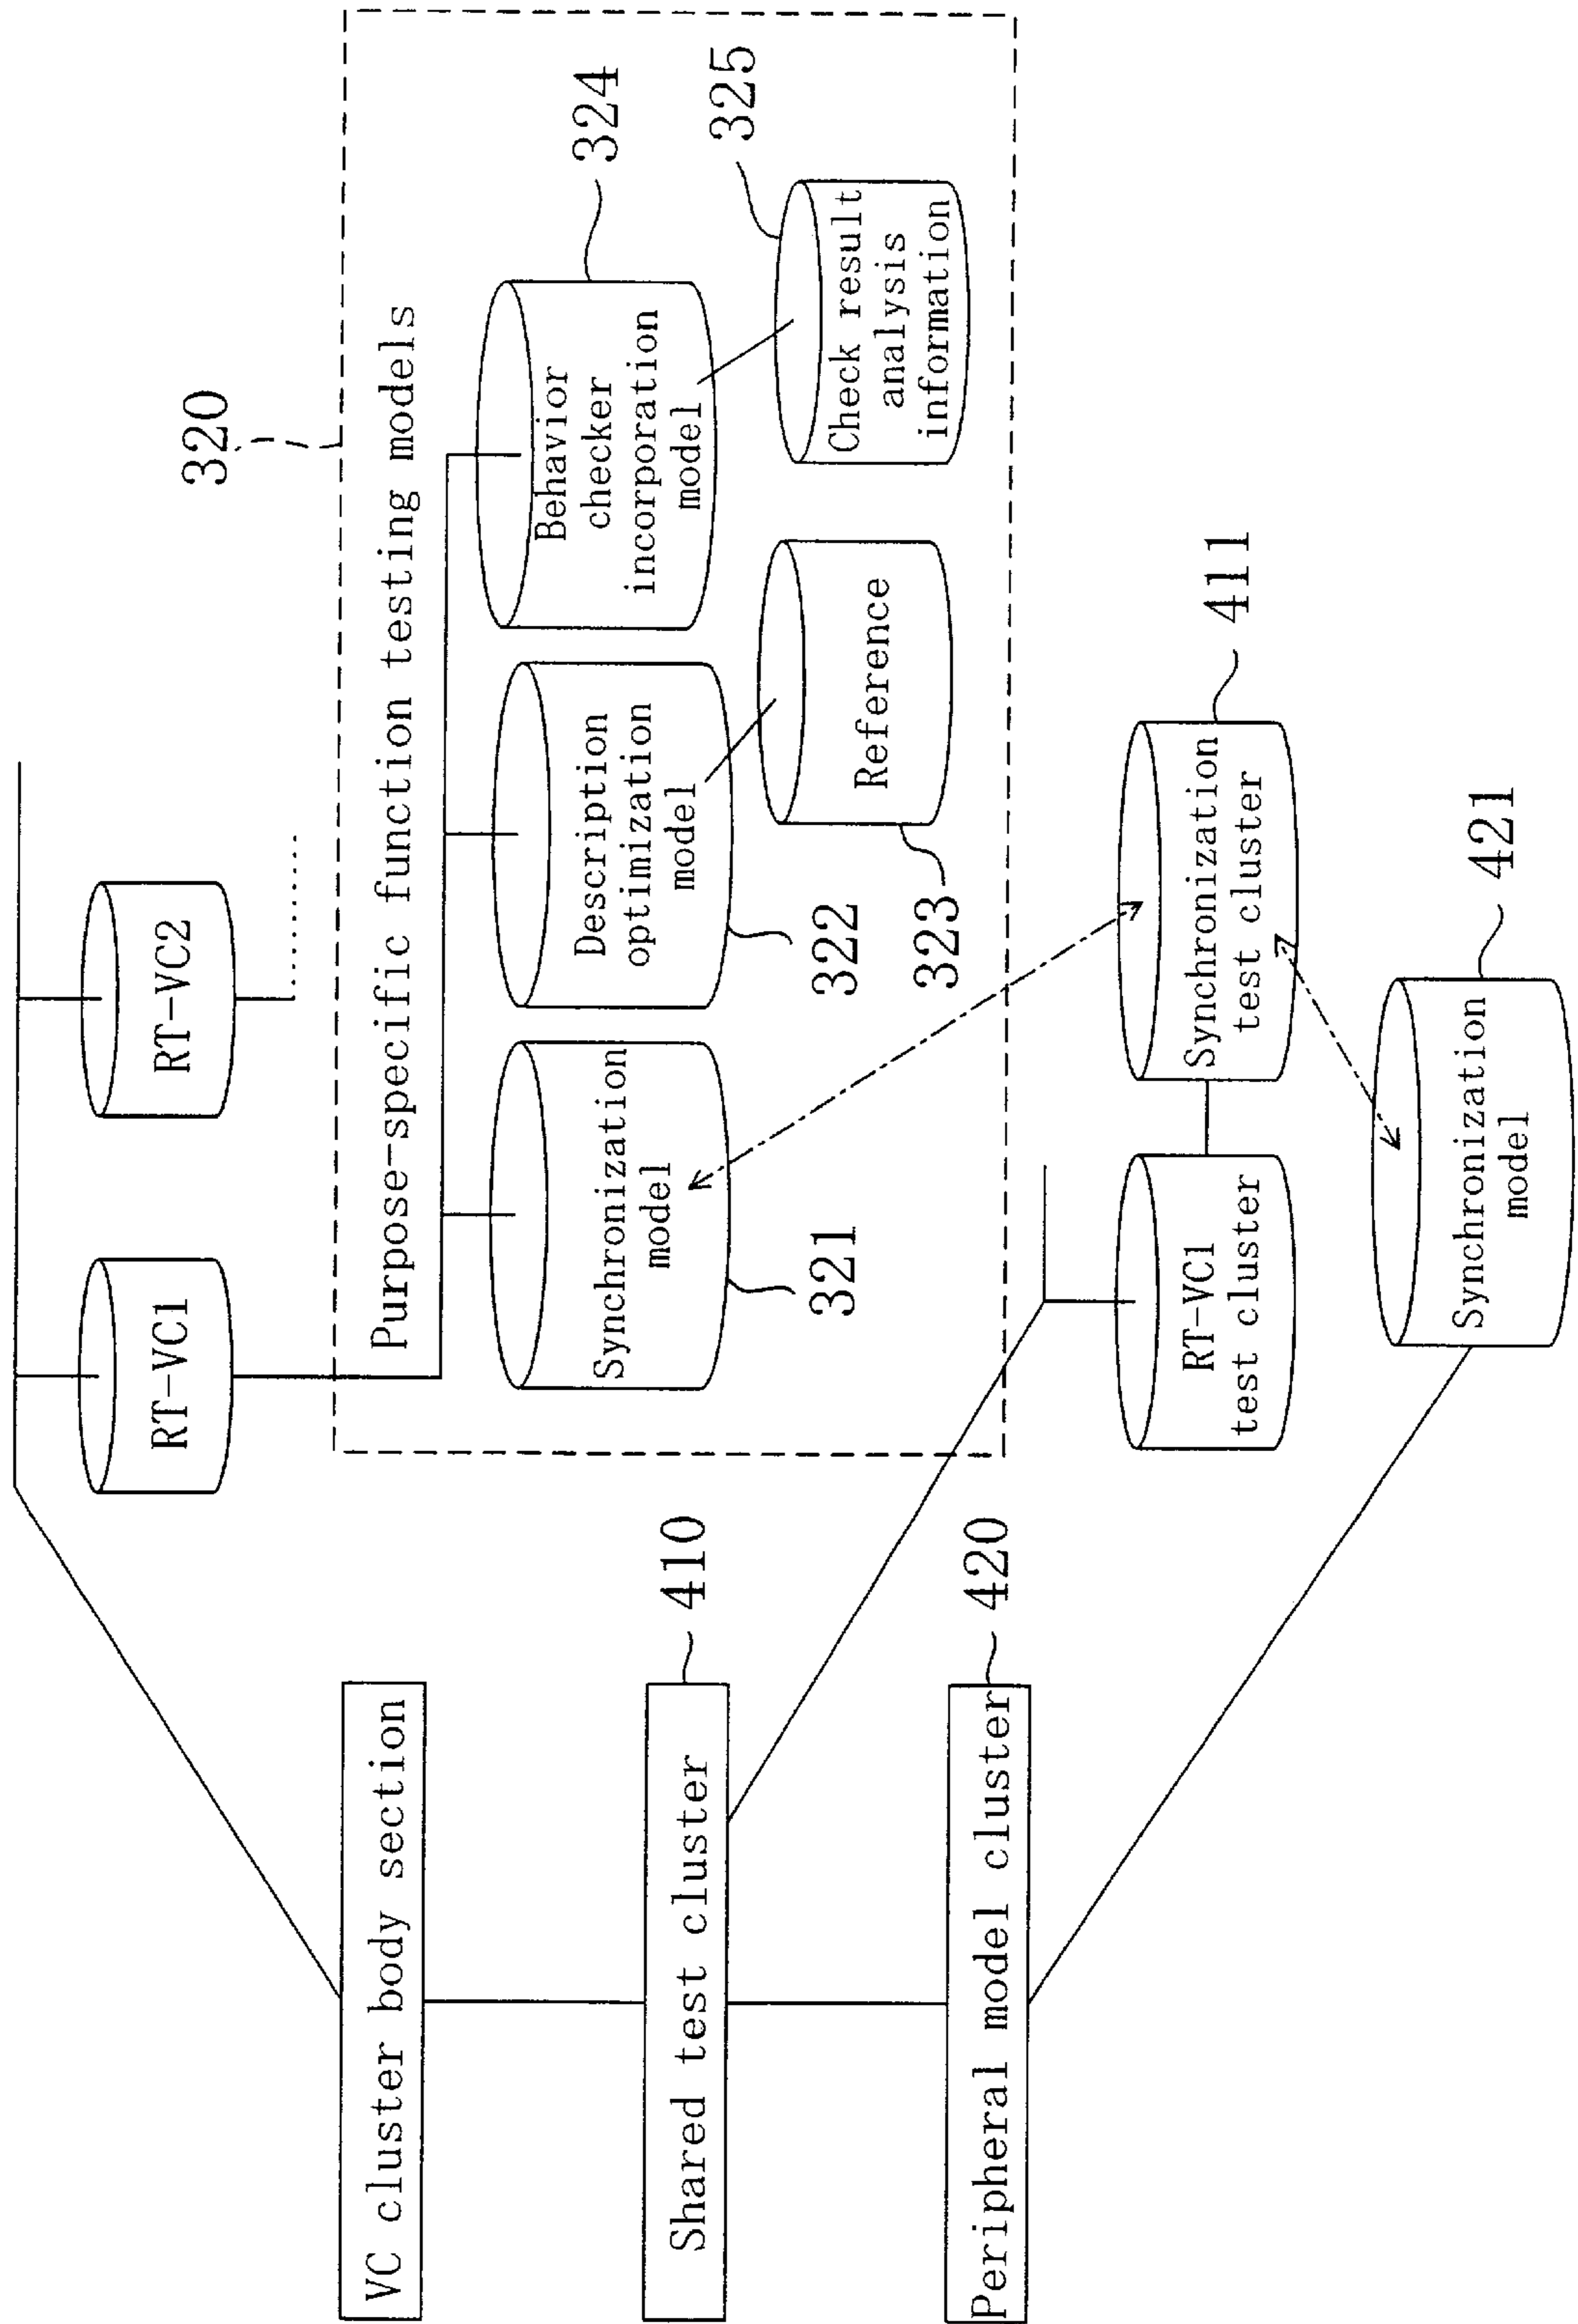 RT-VC1
RT-VC2
320
Purpose-specific function testing models
VC cluster body section
Synchronization
model
321
Description
optimization
model
322
Behavior
checker
incorporation
model
324
Reference
323
Check result
analysis
information
325
Shared test cluster
410
RT-VC1
test cluster
Synchronization
test cluster
411
Peripheral model cluster
420
Synchronization
model
421